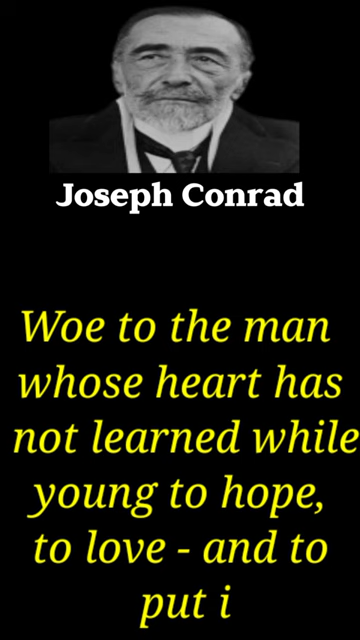 Joseph Conrad
Woe to the man
whose heart has
not learned while
young to hope,
to love - and to
put i